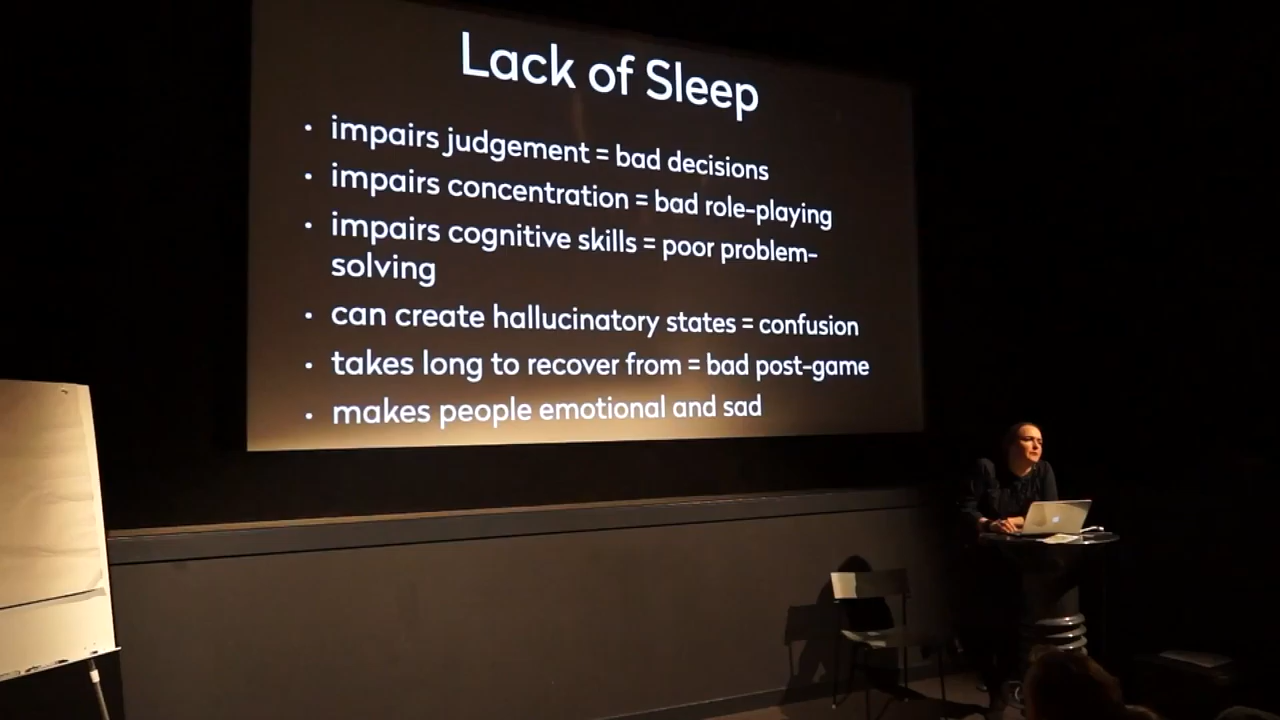 Lack of Sleep
• impairs judgement = bad decisions
• impairs concentration = bad role-playing
• impairs cognitive skills = poor problem-
solving
• can create hallucinatory states = confusion
• takes long to recover from = bad post-game
• makes people emotional and sad